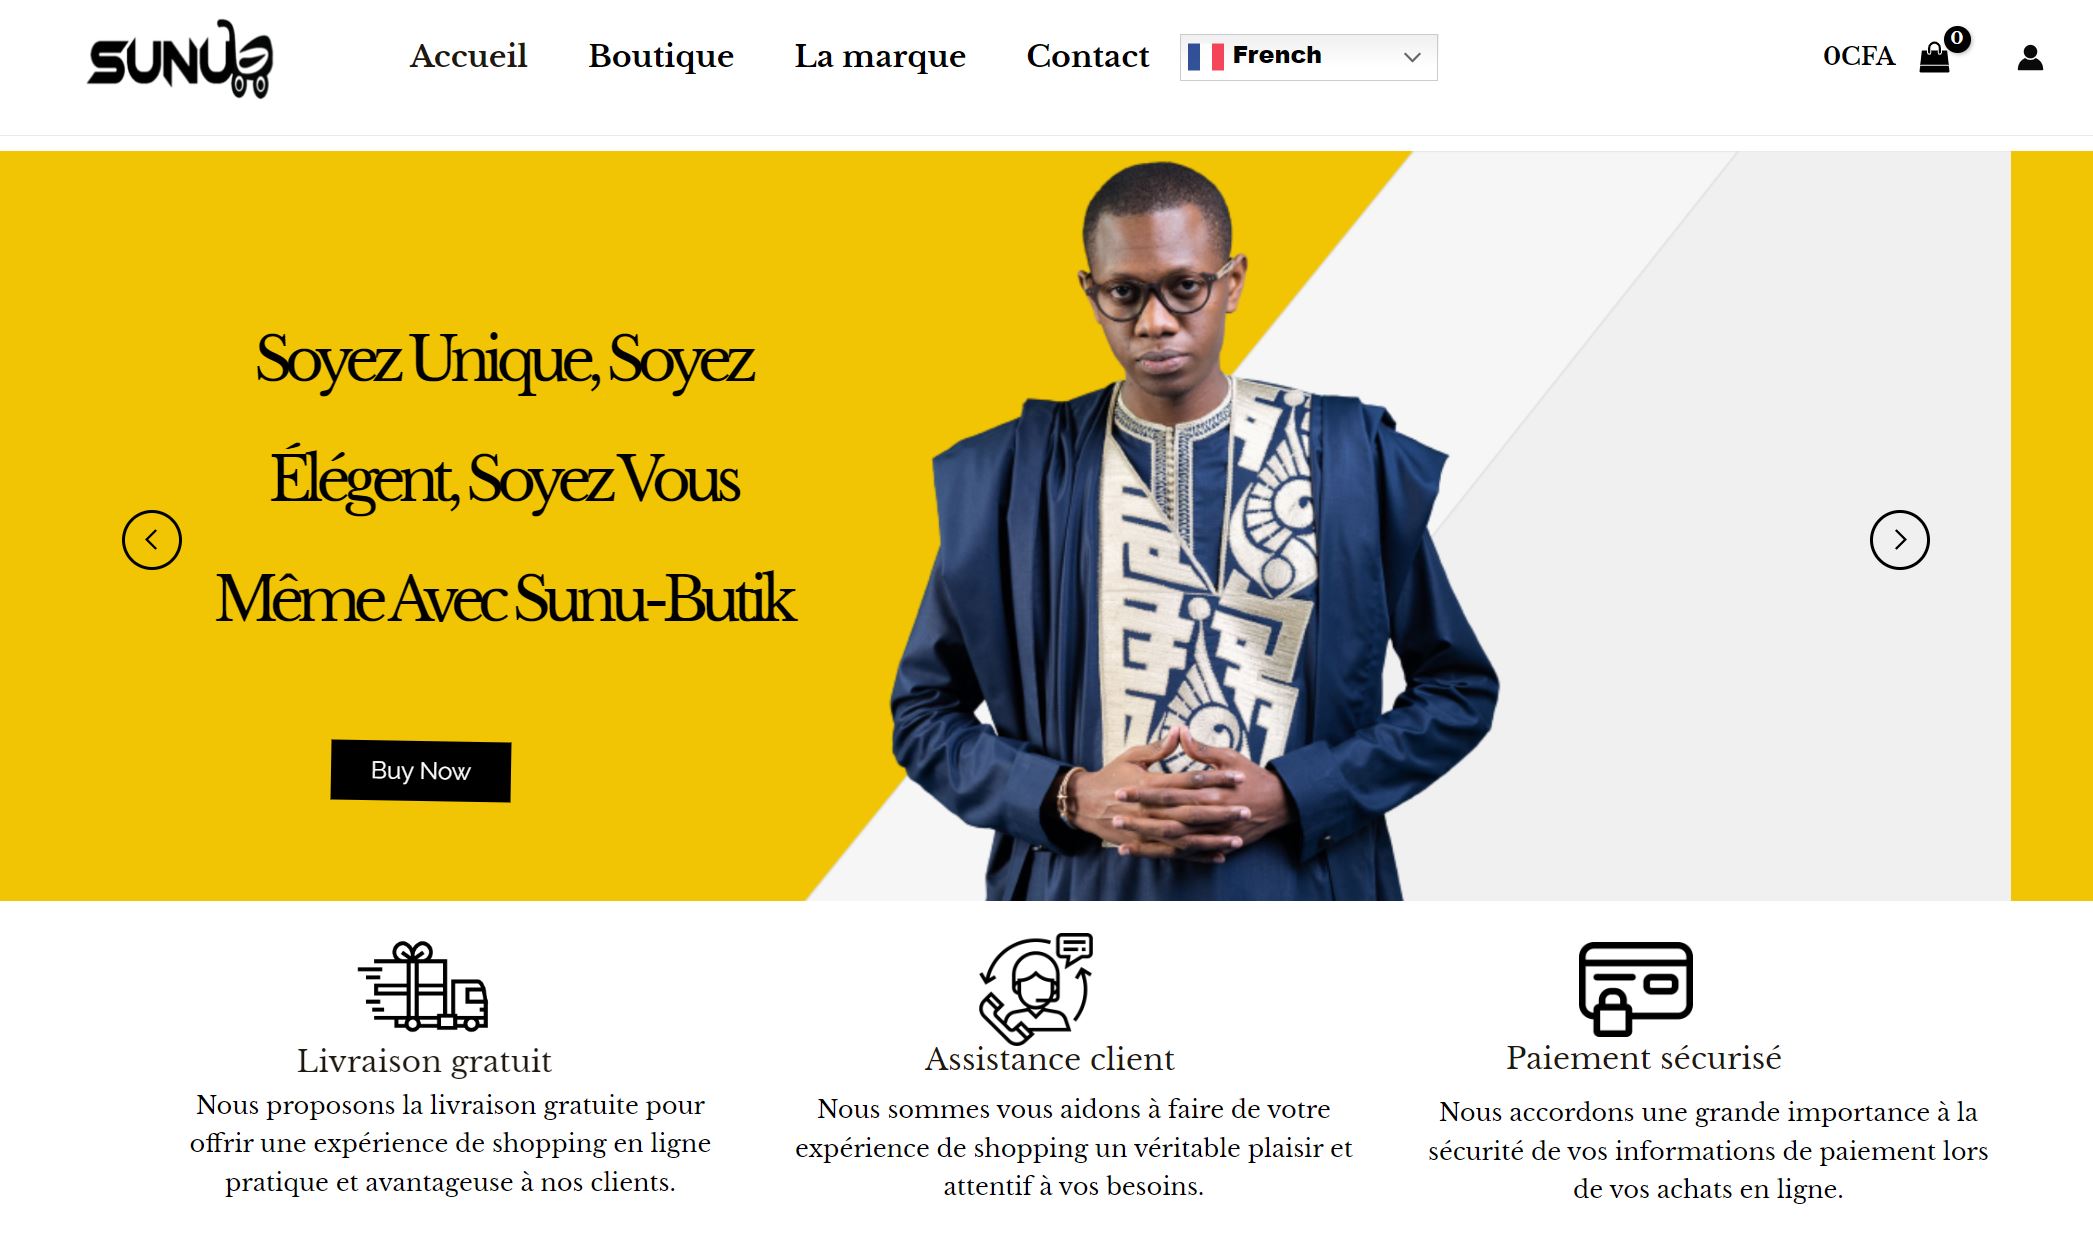 SUNU
Accueil
Boutique
La marque
Contact
French
0CFA
0
Soyez Unique, Soyez
Élégent, Soyez Vous
Même Avec Sunu-Butik
Buy Now
Livraison gratuit
Nous proposons la livraison gratuite pour
offrir une expérience de shopping en ligne
pratique et avantageuse à nos clients.
Assistance client
Nous sommes vous aidons à faire de votre
expérience de shopping un véritable plaisir et
attentif à vos besoins.
Paiement sécurisé
Nous accordons une grande importance à la
sécurité de vos informations de paiement lors
de vos achats en ligne.